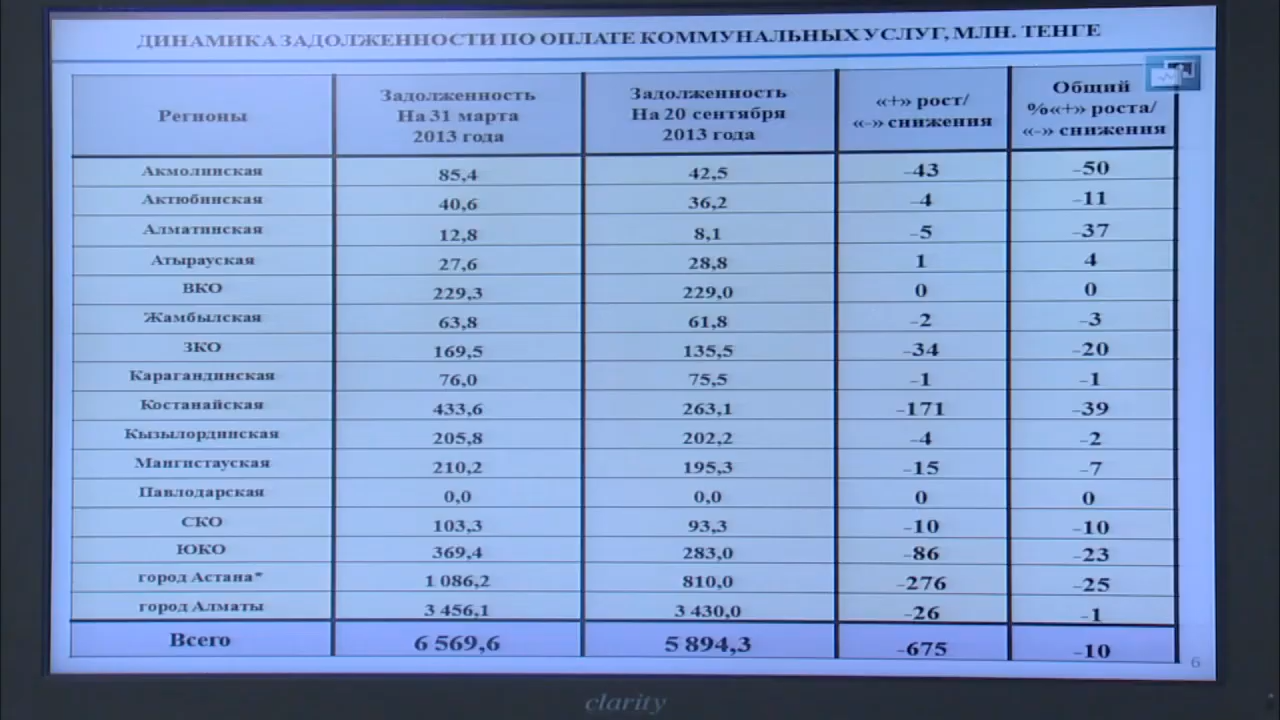 ДИНАМИКА ЗАДОЛЖЕННОСТИ ПО ОПЛАТЕ КОММУНАЛЬНЫХ УСЛУГ, МЛН. ТЕНГЕ
Регионы
Задолженность
На 31 марта
2013 года
Задолженность
На 20 сентября
2013 года
«+» рост/
«-» снижения
Общий
%«+» роста/
«-» снижения
Акмолинская 85,4 42,5 -43 -50
Актюбинская 40,6 36,2 -4 -11
Алматинская 12,8 8,1 -5 -37
Атырауская 27,6 28,8 1 4
ВКО 229,3 229,0 0 0
Жамбылская 63,8 61,8 -2 -3
ЗКО 169,5 135,5 -34 -20
Карагандинская 76,0 75,5 -1 -1
Костанайская 433,6 263,1 -171 -39
Кызылординская 205,8 202,2 -4 -2
Мангистауская 210,2 195,3 -15 -7
Павлодарская 0,0 0,0 0 0
СКО 103,3 93,3 -10 -10
ЮКО 369,4 283,0 -86 -23
город Астана* 1 086,2 810,0 -276 -25
город Алматы 3 456,1 3 430,0 -26 -1
Всего 6 569,6 5 894,3 -675 -10
6
clarity